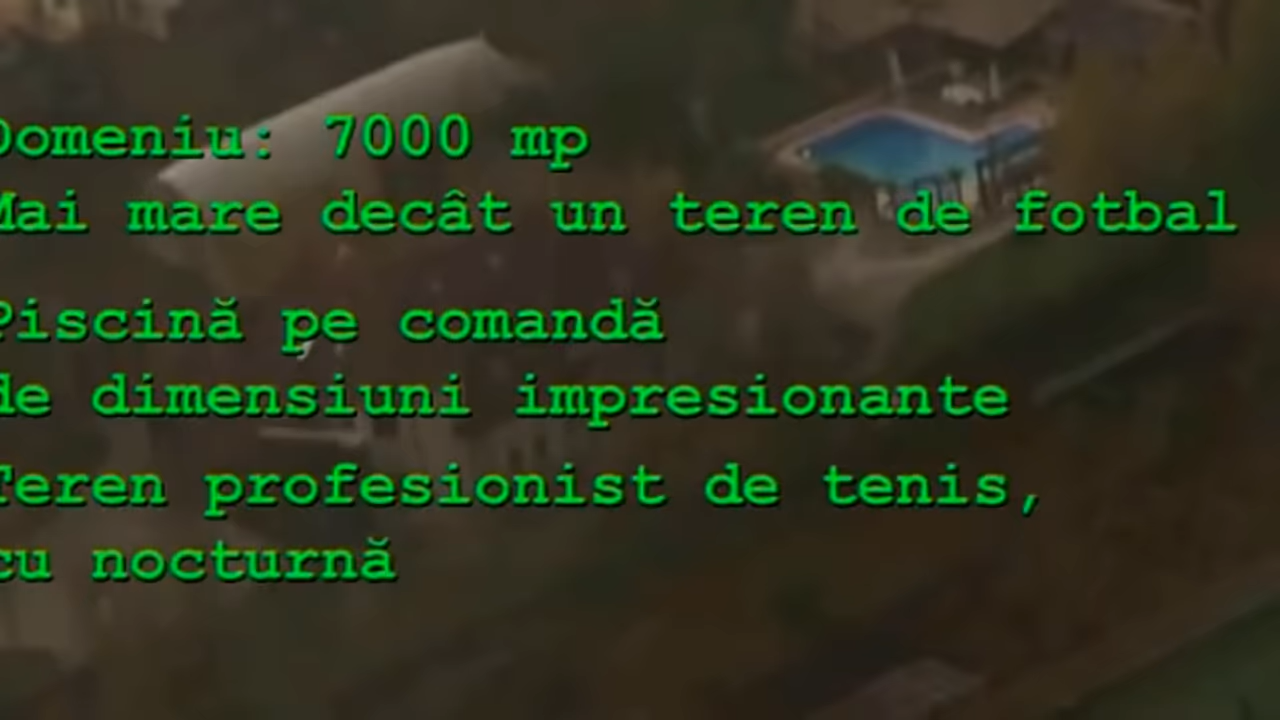 Domeniu: 7000 mp
Mai mare decât un teren de fotbal
Piscină pe comandă
de dimensiuni impresionante
Teren profesionist de tenis,
cu nocturnă